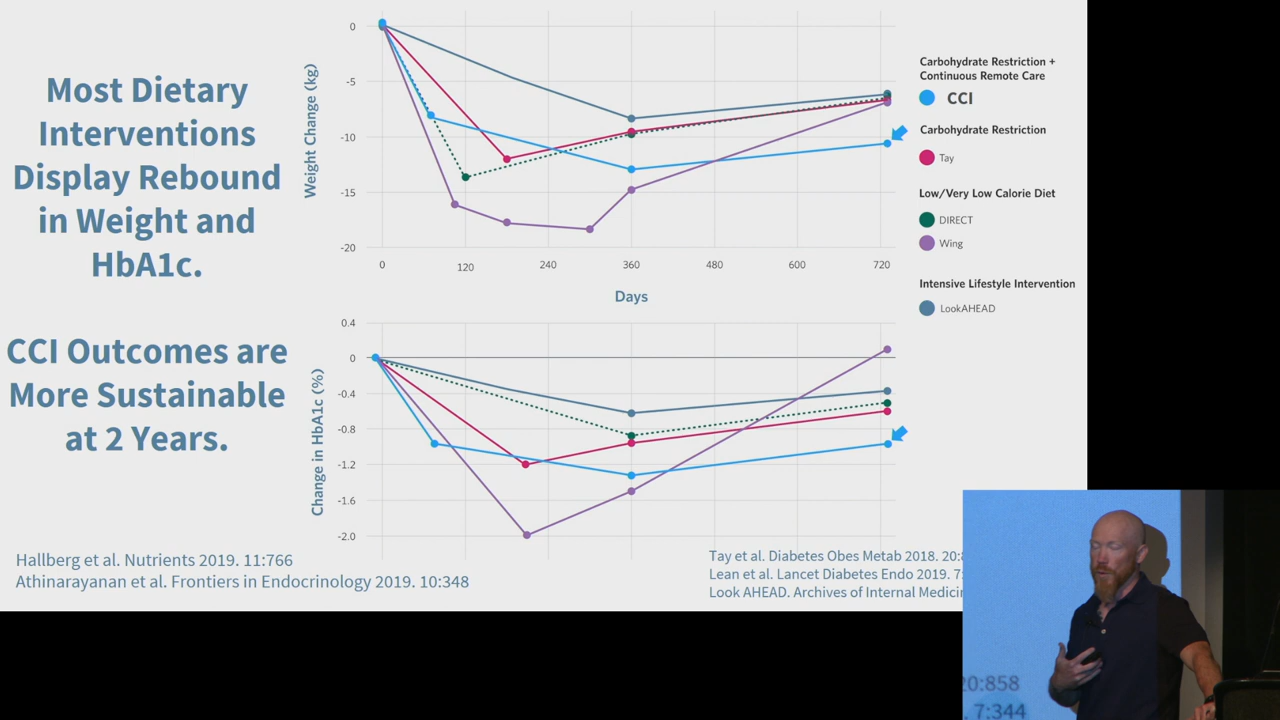 Most Dietary
Interventions
Display Rebound
in Weight and
HbA1c.
CCI Outcomes are
More Sustainable
at 2 Years.
Weight Change (kg)
0
-5
-10
-15
-20
0
120
240
360
480
600
720
Days
Change in HbA1c (%)
0.4
0
-0.4
-0.8
-1.2
-1.6
-2.0
Carbohydrate Restriction +
Continuous Remote Care
CCI
Carbohydrate Restriction
Tay
Low/Very Low Calorie Diet
DIRECT
Wing
Intensive Lifestyle Intervention
LookAHEAD
Hallberg et al. Nutrients 2019. 11:766
Athinarayanan et al. Frontiers in Endocrinology 2019. 10:348
Tay et al. Diabetes Obes Metab 2018.
Lean et al. Lancet Diabetes Endo 2019.
Look AHEAD. Archives of Internal
20:858
. 7:344